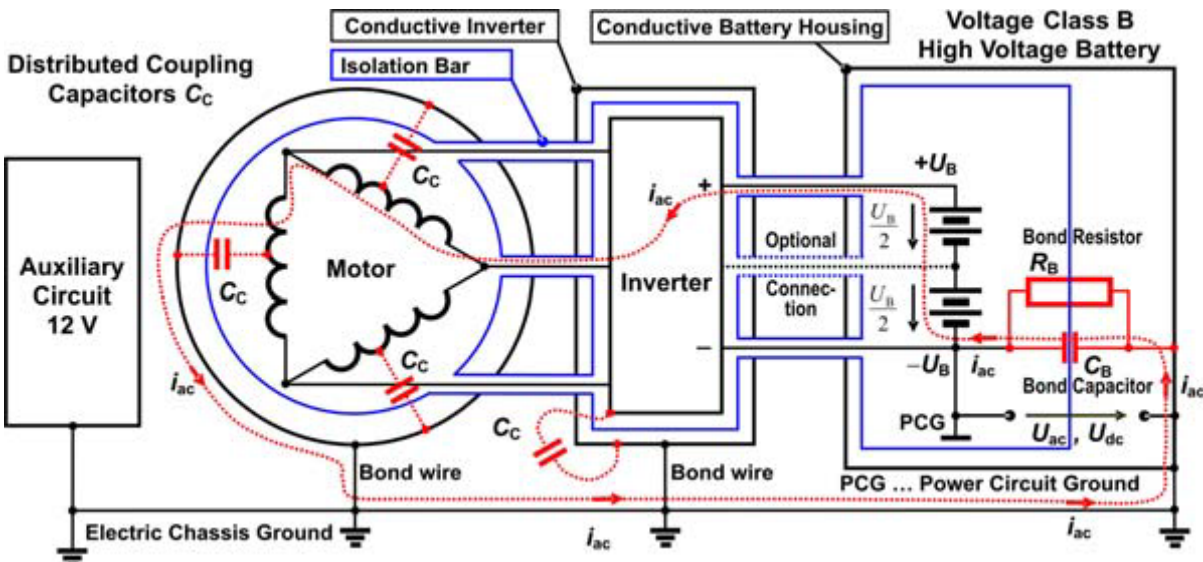 Conductive Inverter
Conductive Battery Housing
Voltage Class B
High Voltage Battery
Distributed Coupling
Capacitors CC
Isolation Bar
CC
+
+UB
iac
iac
UB
2
Optional
Bond Resistor
RB
Auxiliary
Circuit
12 V
Motor
Inverter
CC
Connec-
tion
UB
2
CC
–
–UB
iac
CB
iac
iac
Bond Capacitor
CC
PCG
Uac , Udc
Bond wire
Bond wire
PCG ... Power Circuit Ground
Electric Chassis Ground
iac
iac